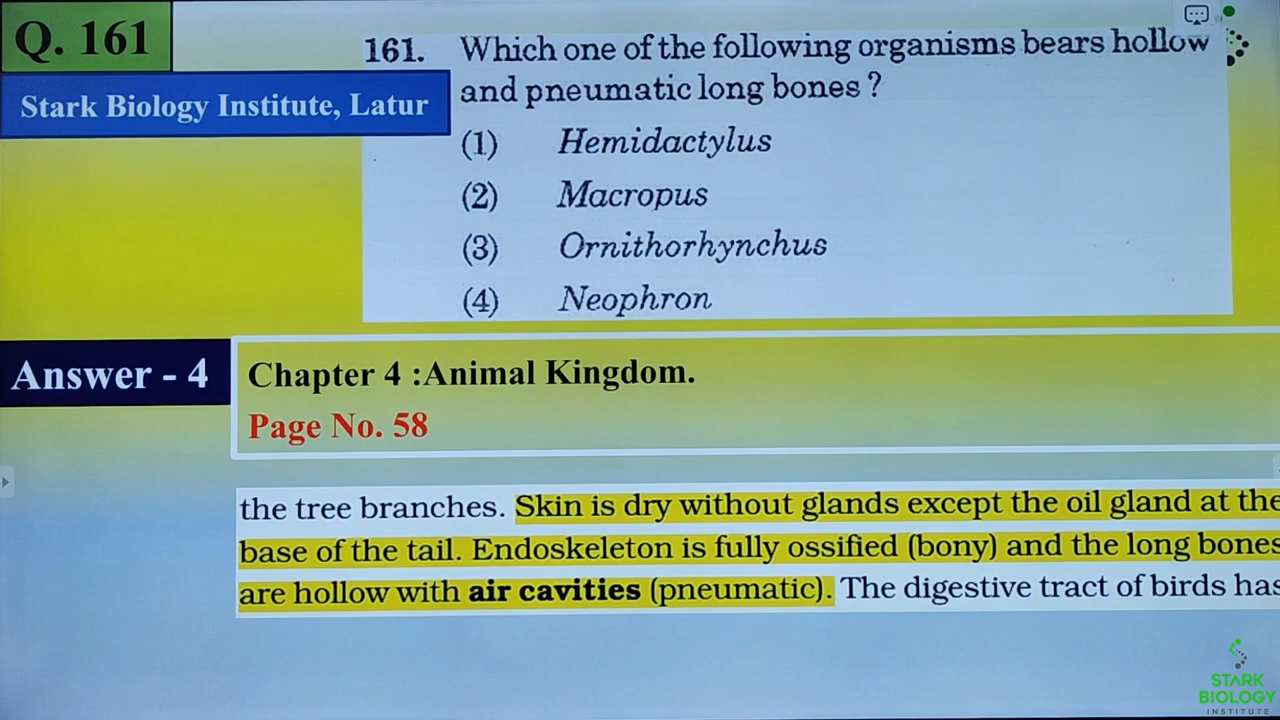 Q. 161
Stark Biology Institute, Latur
161. Which one of the following organisms bears hollow
and pneumatic long bones ?
(1) Hemidactylus
(2) Macropus
(3) Ornithorhynchus
(4) Neophron
Answer - 4
Chapter 4 :Animal Kingdom.
Page No. 58
the tree branches. Skin is dry without glands except the oil gland at the
base of the tail. Endoskeleton is fully ossified (bony) and the long bones
are hollow with air cavities (pneumatic). The digestive tract of birds has
STARK
BIOLOGY
INSTITUTE